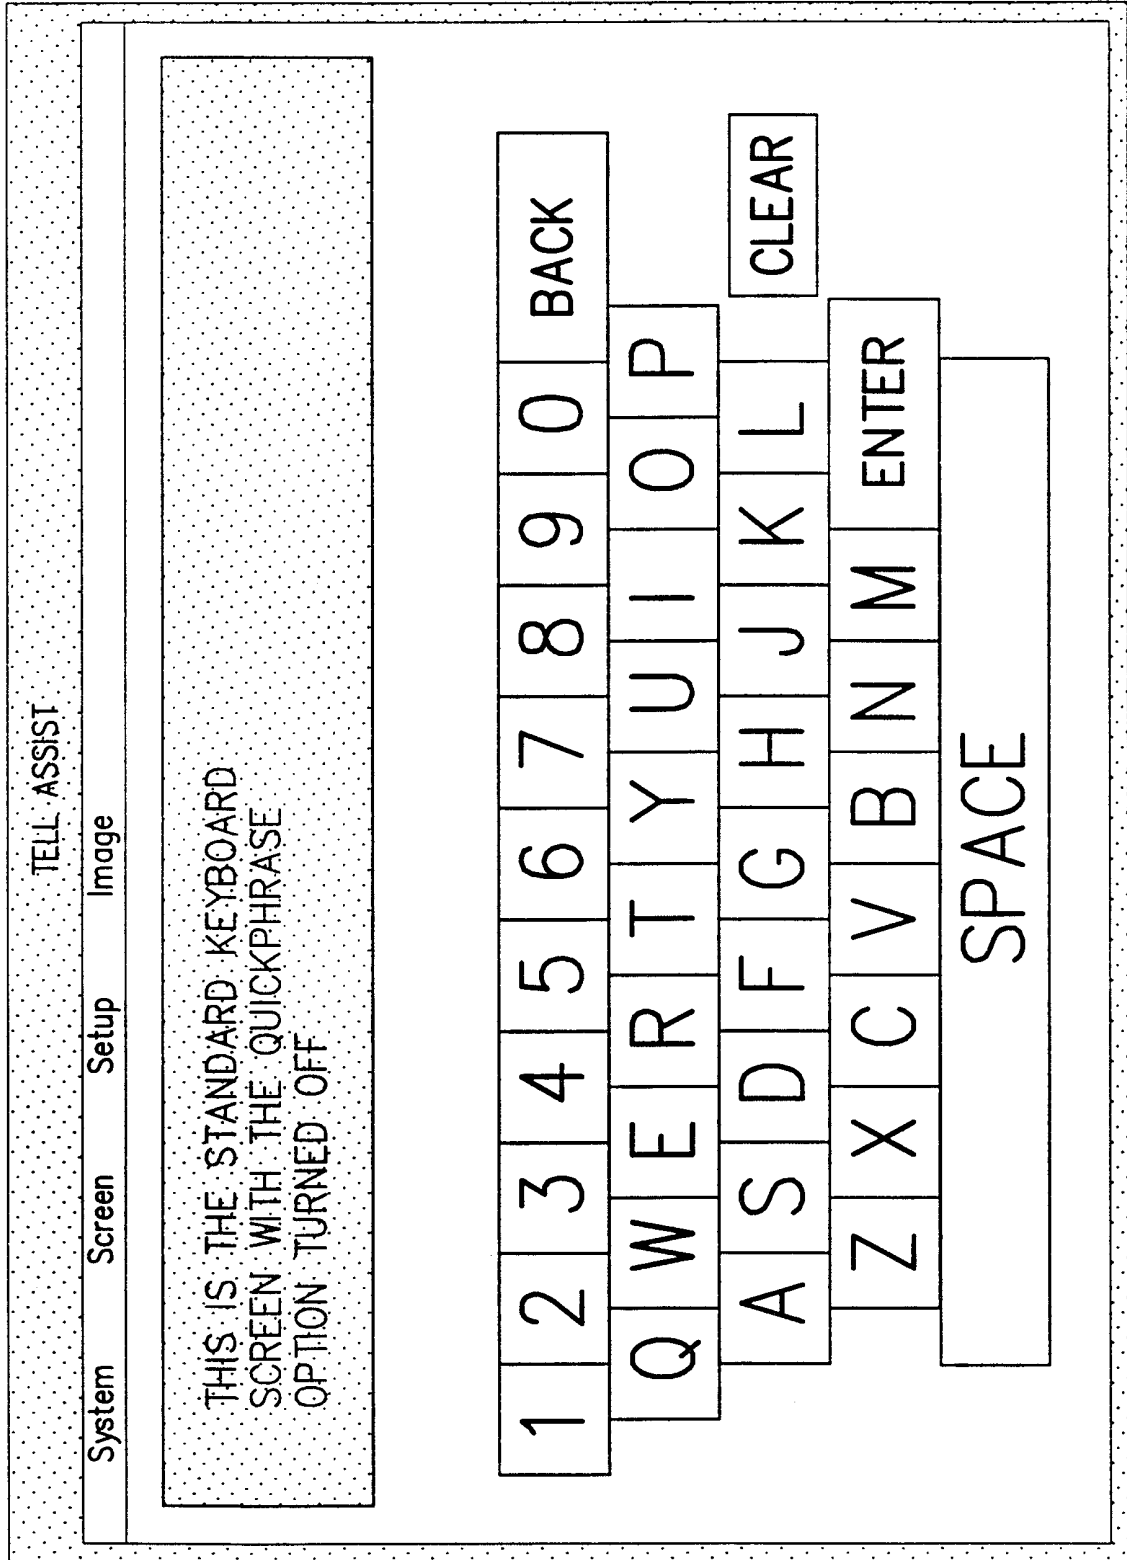 TELL ASSIST
System Screen Setup Image
THIS IS THE STANDARD KEYBOARD
SCREEN WITH THE QUICKPHRASE
OPTION TURNED OFF
1 2 3 4 5 6 7 8 9 0 BACK
Q W E R T Y U I O P
A S D F G H J K L CLEAR
Z X C V B N M ENTER
SPACE